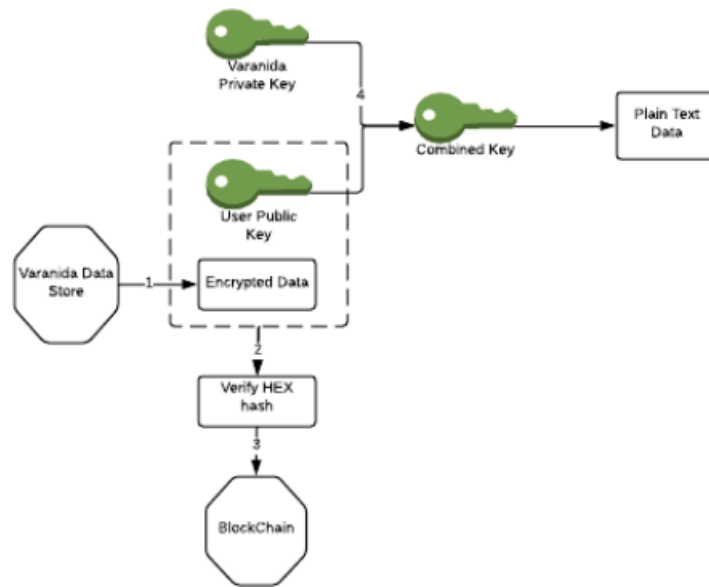 Varanida
Private Key
4
Combined Key
Plain Text
Data
User Public
Key
Varanida Data
Store
1
Encrypted Data
2
Verify HEX
hash
3
BlockChain